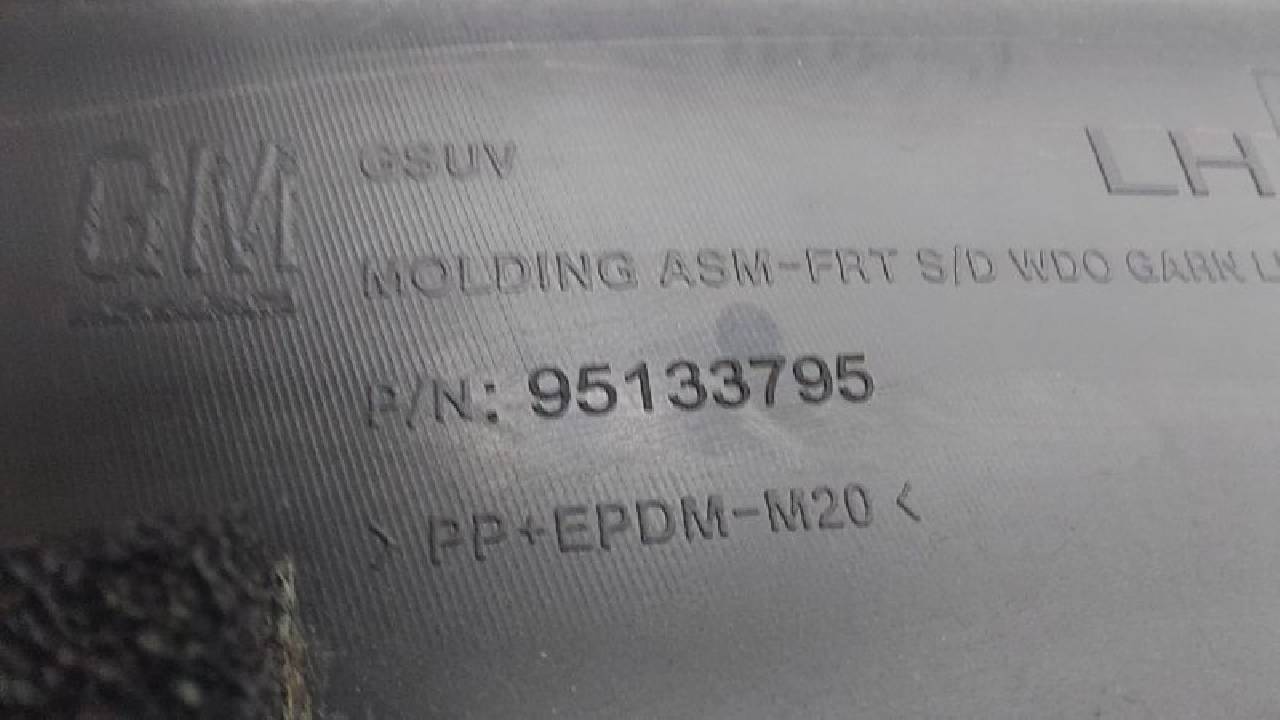 GM
GSUV
LH
MOLDING ASM-FRT S/D WDO GARN
P/N: 95133795
> PP+EPDM-M20 <